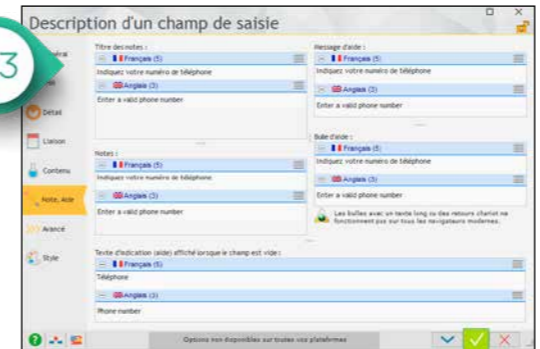 Description d'un champ de saisie
3
Titre des notes :
Français (5)
Indiquez votre numéro de téléphone
Anglais (3)
Enter a valid phone number
Message d'aide :
Français (5)
Indiquez votre numéro de téléphone
Anglais (3)
Enter a valid phone number
Détail
Liaison
Contenu
Note, Aide
Avancé
Style
Notes :
Français (5)
Indiquez votre numéro de téléphone
Anglais (3)
Enter a valid phone number
Bulle d'aide :
Français (5)
Indiquez votre numéro de téléphone
Anglais (3)
Enter a valid phone number
Les bulles avec un texte long ou des retours chariot ne
fonctionnent pas sur tous les navigateurs modernes.
Texte d'indication (aide) affiché lorsque le champ est vide :
Français (5)
Téléphone
Anglais (3)
Phone number
Options non disponibles sur toutes vos plateformes